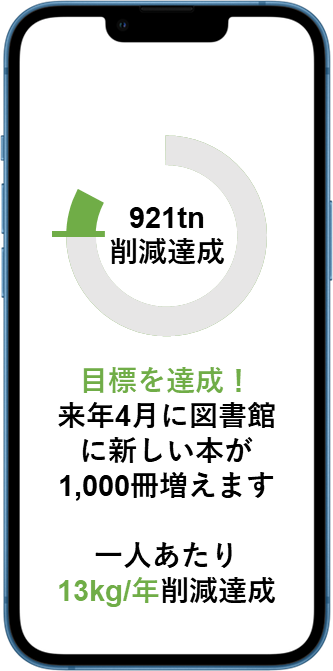 921tn
削減達成
目標を達成！
来年4月に図書館
に新しい本が
1,000冊増えます
一人あたり
13kg/年削減達成